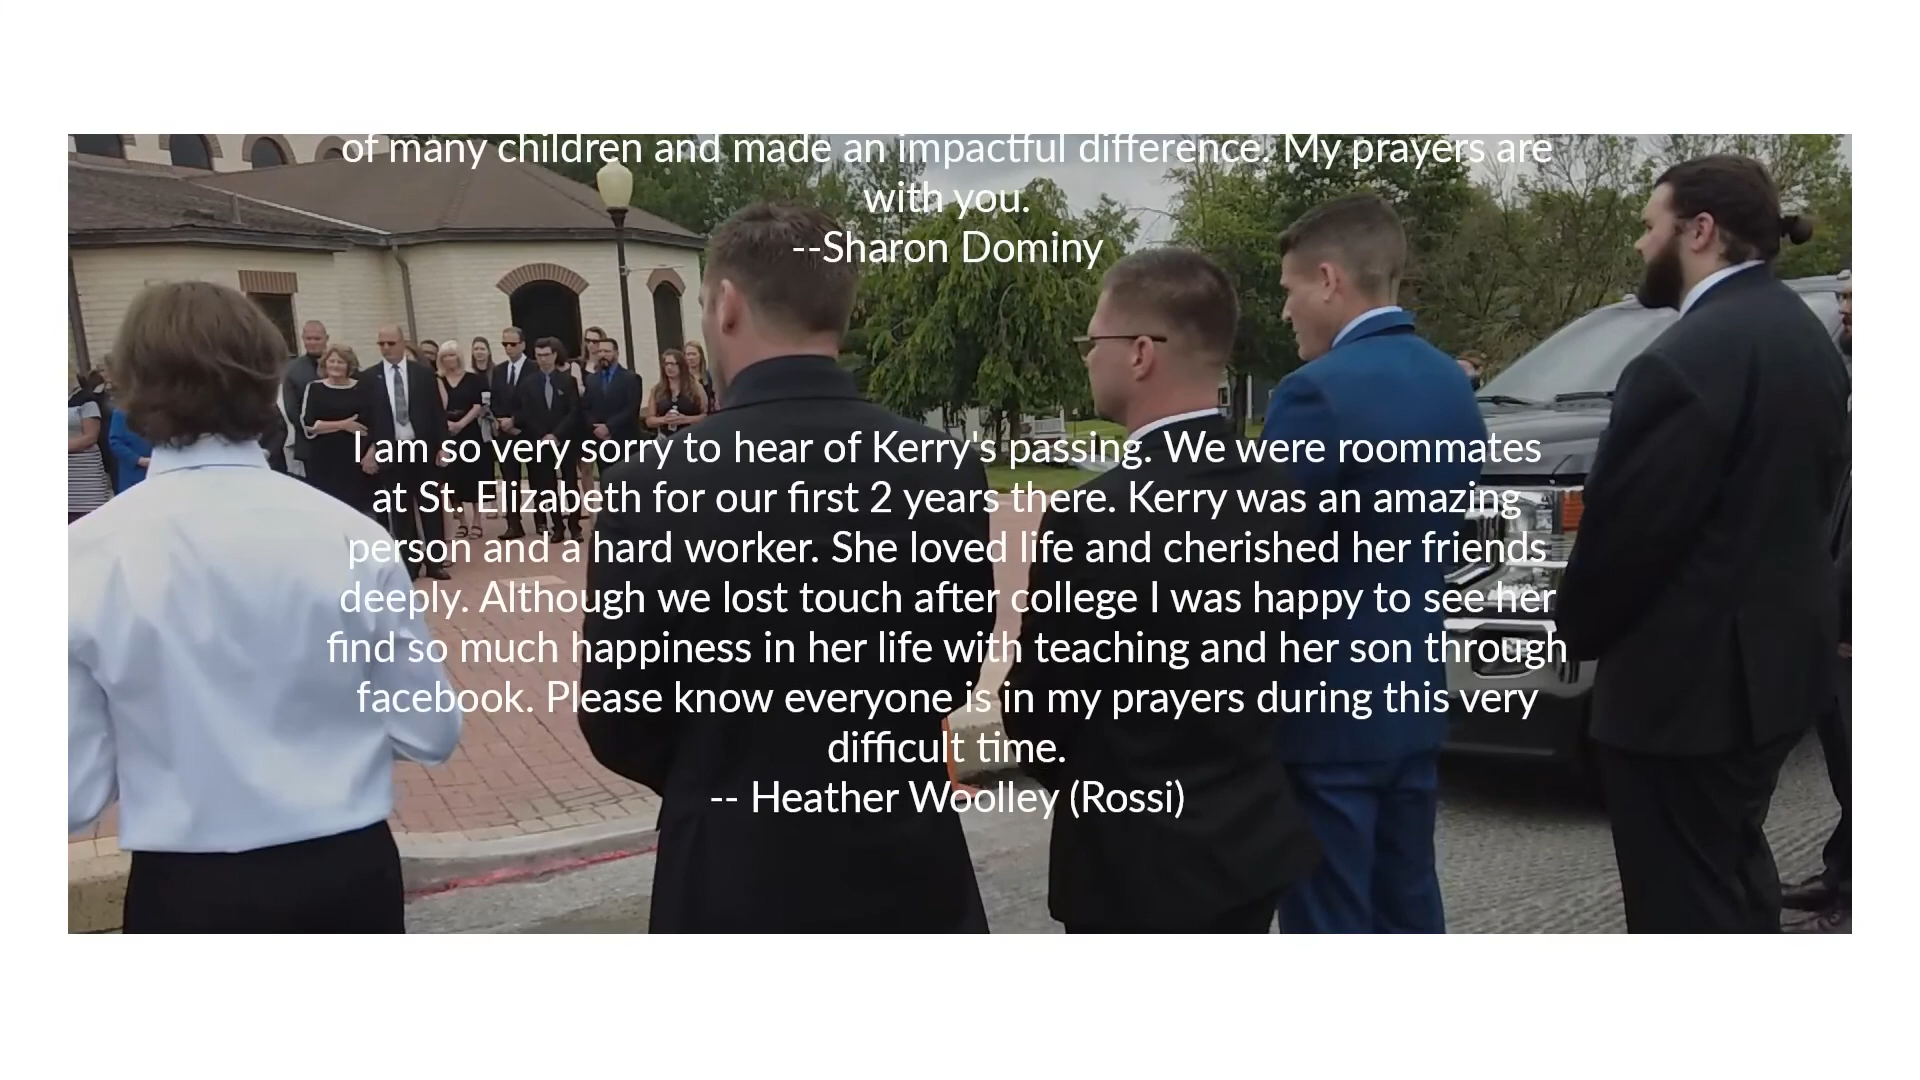 of many children and made an impactful difference. My prayers are
with you.
--Sharon Dominy
I am so very sorry to hear of Kerry's passing. We were roommates
at St. Elizabeth for our first 2 years there. Kerry was an amazing
person and a hard worker. She loved life and cherished her friends
deeply. Although we lost touch after college I was happy to see her
find so much happiness in her life with teaching and her son through
facebook. Please know everyone is in my prayers during this very
difficult time.
-- Heather Woolley (Rossi)